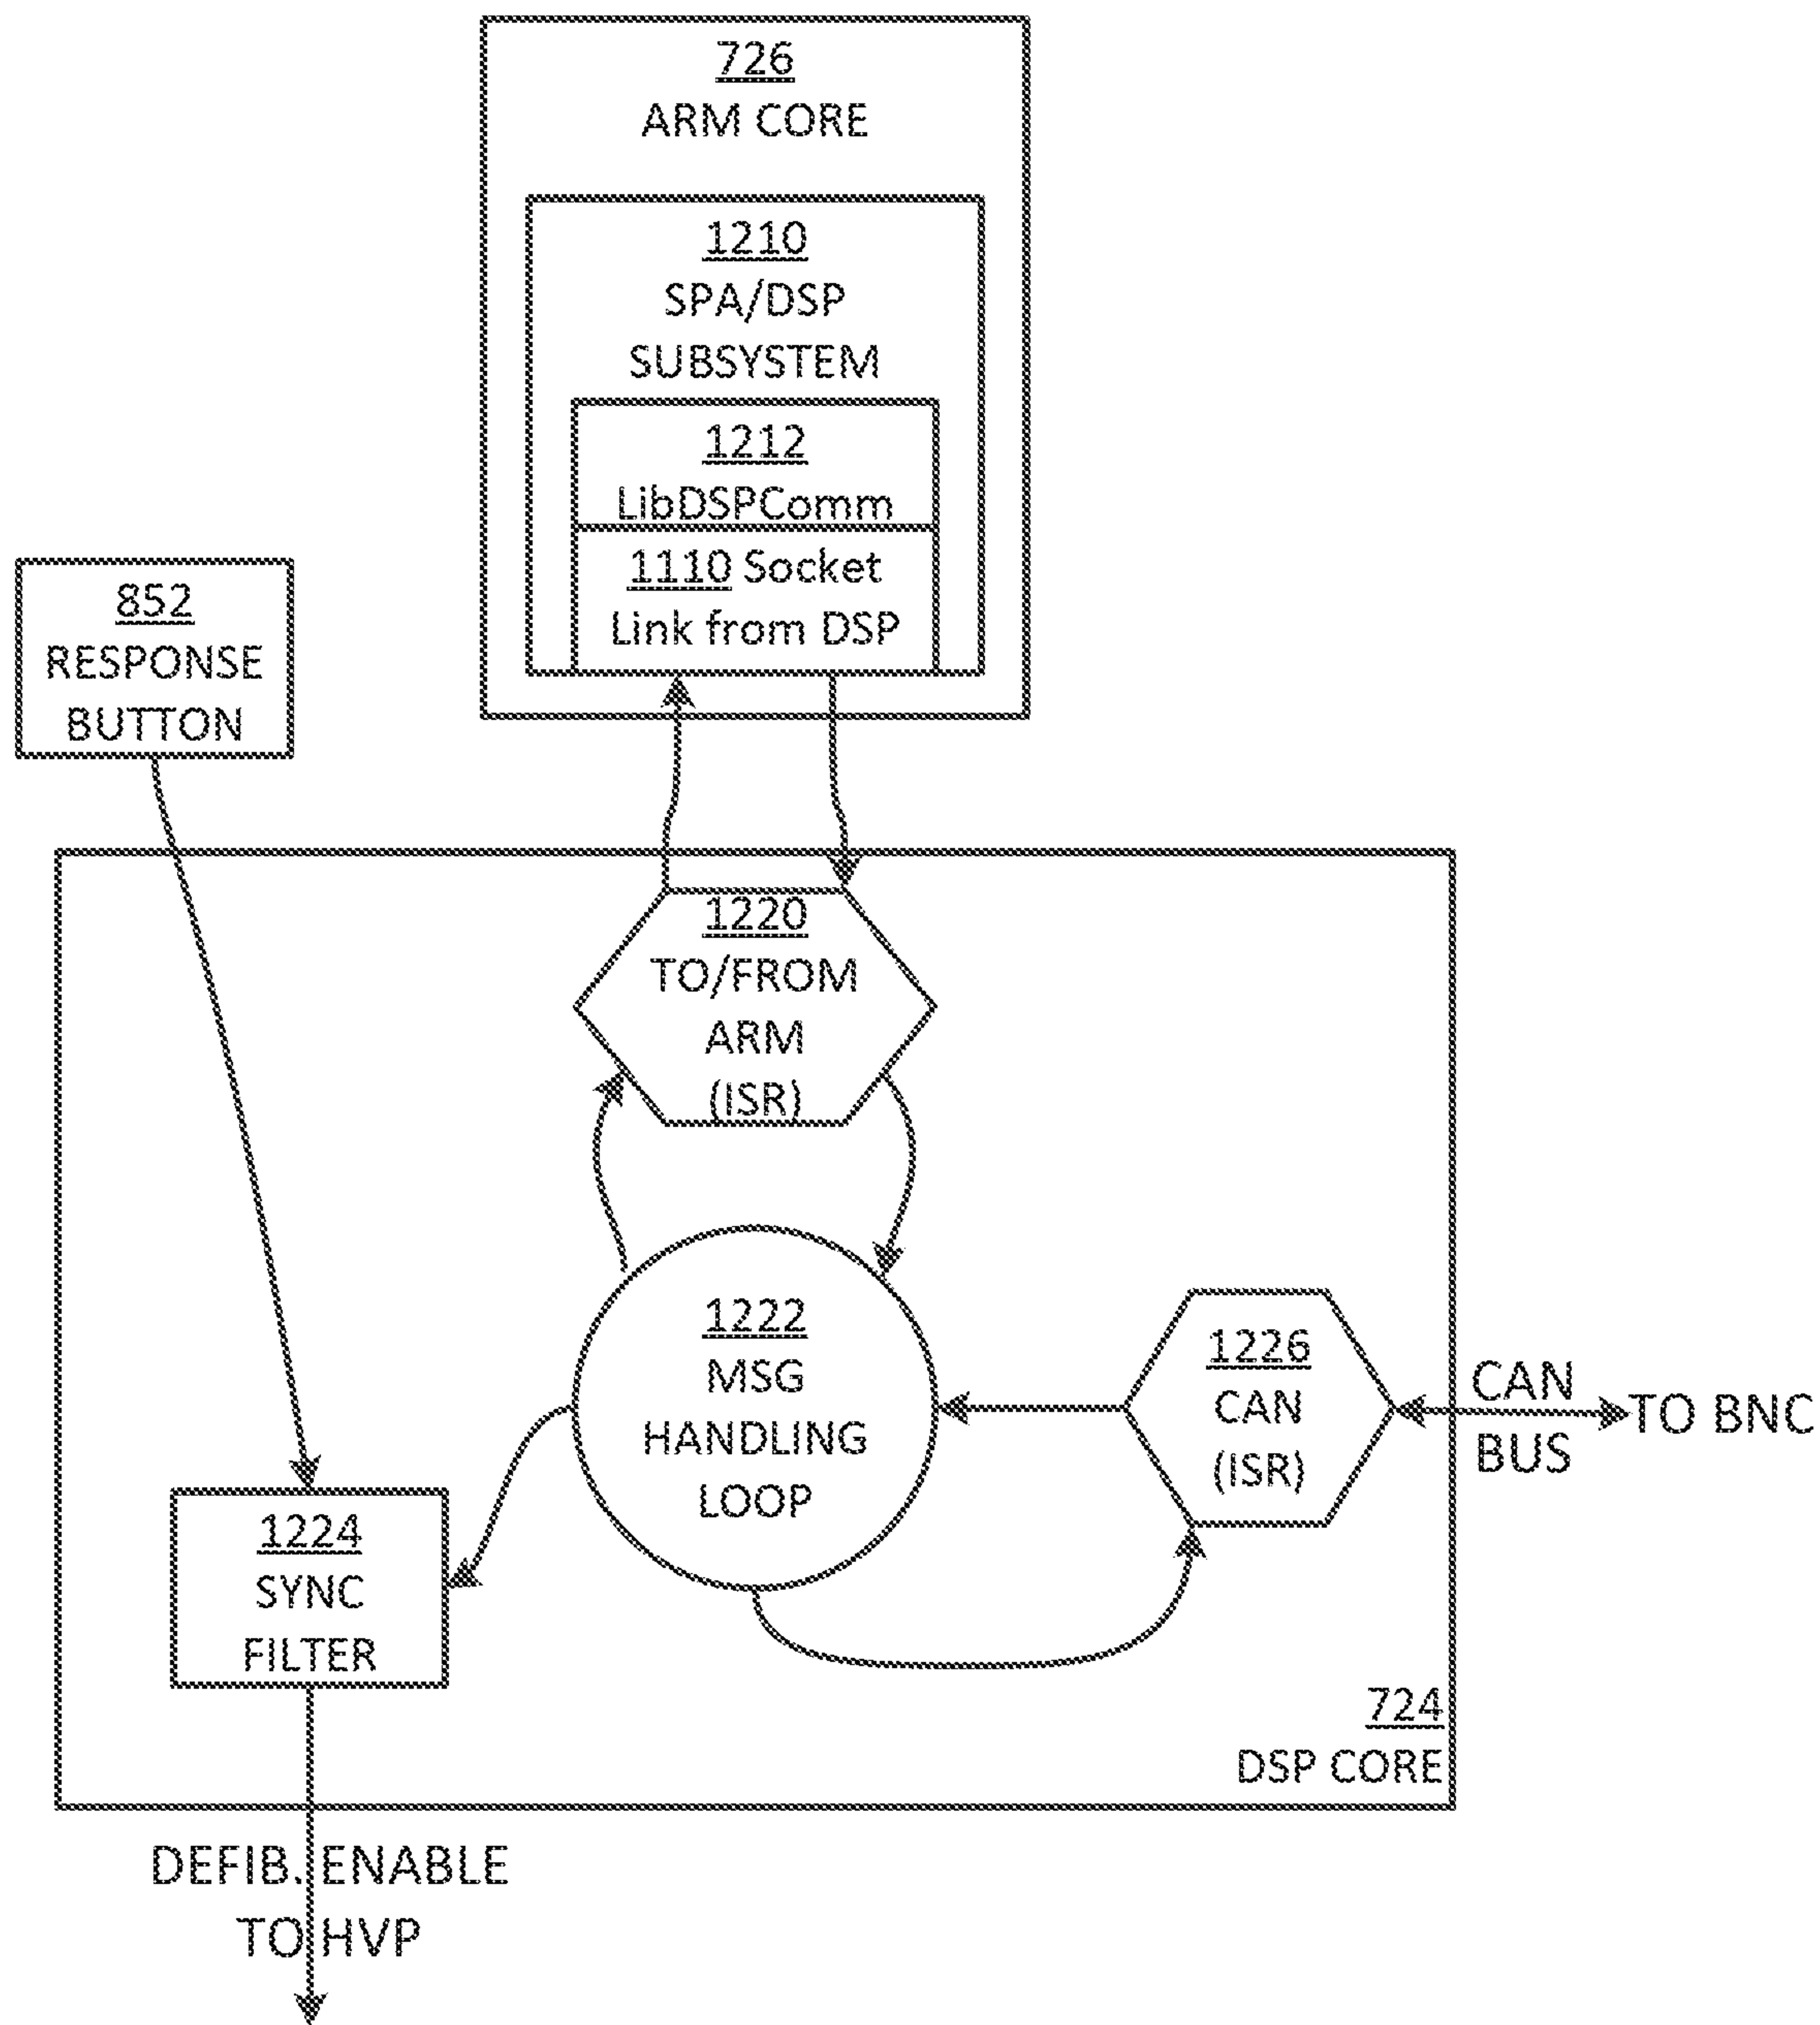 726
ARM CORE
1210
SPA/DSP
SUBSYSTEM
1212
LibDSPComm
1110 Socket
Link from DSP
852
RESPONSE
BUTTON
1220
TO/FROM
ARM
(ISR)
1222
MSG
HANDLING
LOOP
1226
CAN
(ISR)
CAN
BUS
TO BNC
1224
SYNC
FILTER
724
DSP CORE
DEFIB. ENABLE
TO HVP